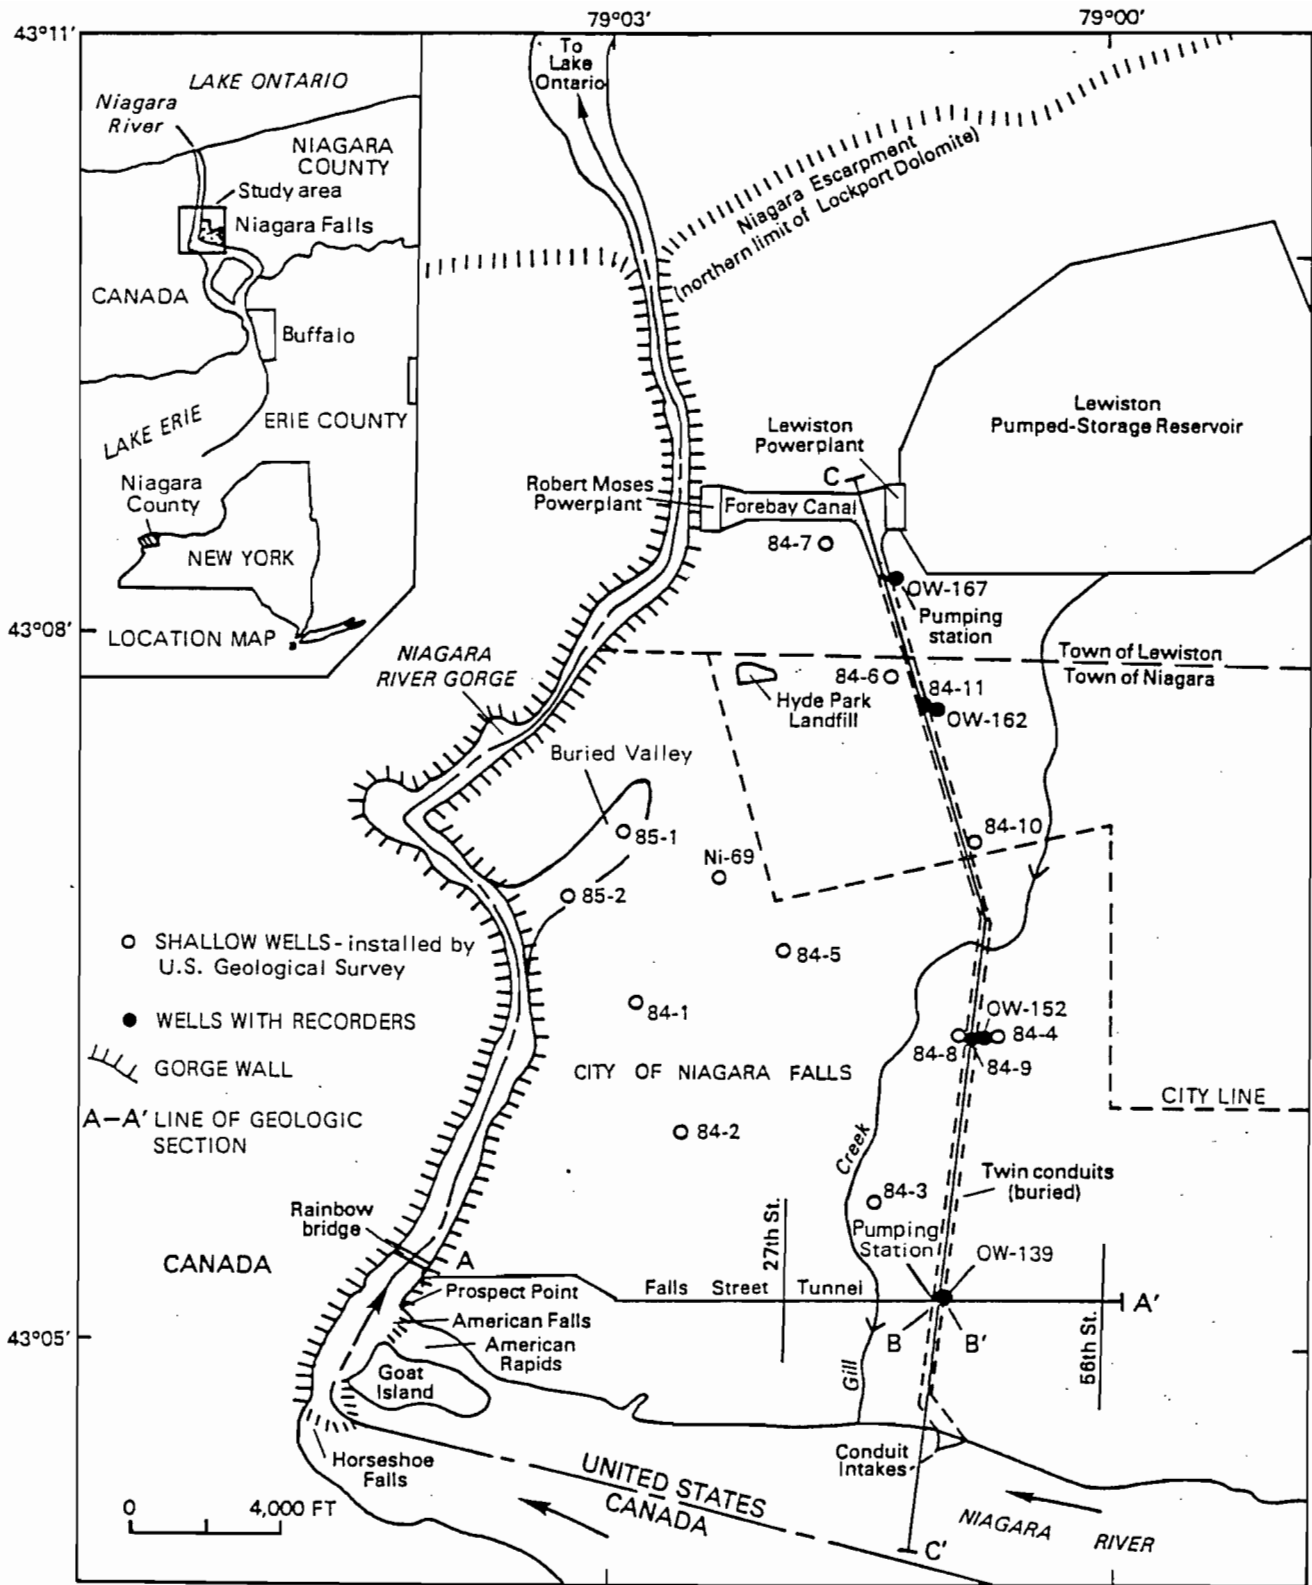 79°03'
79°00'
43°11'
To
Lake
Ontario
LAKE ONTARIO
Niagara
River
NIAGARA
COUNTY
Study area
Niagara Falls
CANADA
Buffalo
LAKE ERIE
ERIE COUNTY
Niagara
County
NEW YORK
LOCATION MAP
Niagara Escarpment
(northern limit of Lockport Dolomite)
Lewiston
Pumped-Storage Reservoir
Lewiston
Powerplant
C
Robert Moses
Powerplant
Forebay Canal
84-7
OW-167
Pumping
station
43°08'
NIAGARA
RIVER GORGE
Town of Lewiston
Town of Niagara
84-6
84-11
Hyde Park
Landfill
OW-162
Buried Valley
85-1
84-10
Ni-69
85-2
84-5
SHALLOW WELLS - installed by
U.S. Geological Survey
WELLS WITH RECORDERS
GORGE WALL
A-A' LINE OF GEOLOGIC
SECTION
84-1
OW-152
84-4
84-8
84-9
CITY OF NIAGARA FALLS
CITY LINE
84-2
Creek
Twin conduits
(buried)
84-3
Rainbow
bridge
27th St.
Pumping
Station
OW-139
CANADA
A
Prospect Point
Falls Street Tunnel
A'
43°05'
American Falls
American
Rapids
B
B'
56th St.
Goat
Island
Gill
Horseshoe
Falls
Conduit
Intakes
UNITED STATES
CANADA
0 4,000 FT
NIAGARA RIVER
C'